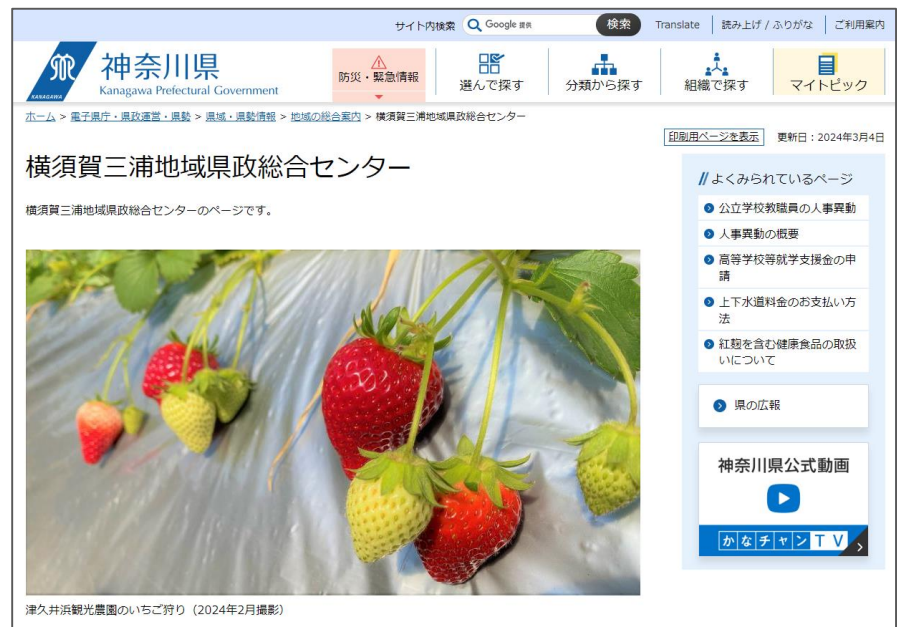 サイト内検索 Google 提供 検索 Translate 読み上げ / ふりがな ご利用案内
神奈川県
KANAGAWA
Kanagawa Prefectural Government
防災・緊急情報
選んで探す
分類から探す
組織で探す
マイトピック
ホーム > 電子県庁・県政運営・県勢 > 県域・県勢情報 > 地域の総合案内 > 横須賀三浦地域県政総合センター
印刷用ページを表示 更新日:2024年3月4日
横須賀三浦地域県政総合センター
横須賀三浦地域県政総合センターのページです。
津久井浜観光農園のいちご狩り(2024年2月撮影)
よくみられているページ
公立学校教職員の人事異動
人事異動の概要
高等学校等就学支援金の申
請
上下水道料金のお支払い方
法
紅麹を含む健康食品の取扱
いについて
県の広報
神奈川県公式動画
かなチャンTV